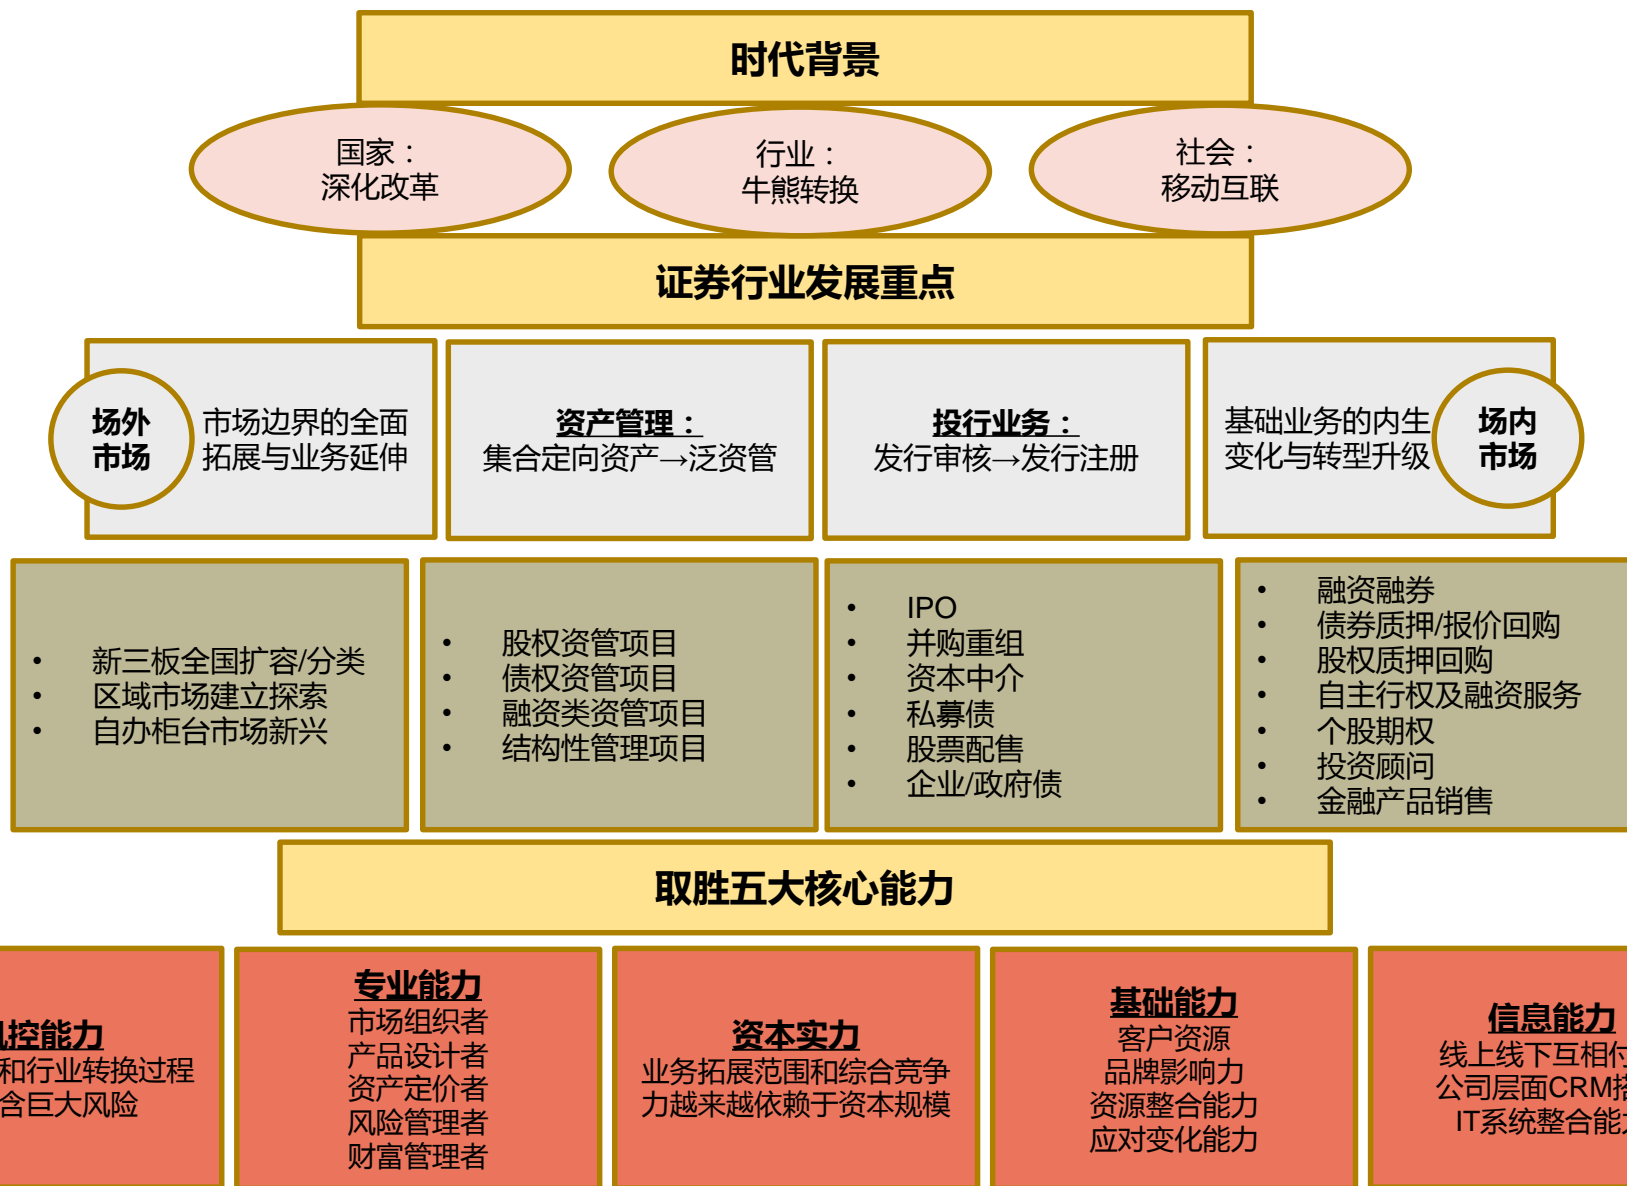 时代背景
国家：
深化改革
行业：
牛熊转换
社会：
移动互联
证券行业发展重点
场外
市场
市场边界的全面
拓展与业务延伸
资产管理：
集合定向资产→泛资管
投行业务：
发行审核→发行注册
基础业务的内生
变化与转型升级
场内
市场
• 新三板全国扩容/分类
• 区域市场建立探索
• 自办柜台市场新兴
• 股权资管项目
• 债权资管项目
• 融资类资管项目
• 结构性管理项目
• IPO
• 并购重组
• 资本中介
• 私募债
• 股票配售
• 企业/政府债
• 融资融券
• 债券质押/报价回购
• 股权质押回购
• 自主行权及融资服务
• 个股期权
• 投资顾问
• 金融产品销售
取胜五大核心能力
控能力
和行业转换过程
含巨大风险
专业能力
市场组织者
产品设计者
资产定价者
风险管理者
财富管理者
资本实力
业务拓展范围和综合竞争
力越来越依赖于资本规模
基础能力
客户资源
品牌影响力
资源整合能力
应对变化能力
信息能力
线上线下互相
公司层面CRM
IT系统整合能